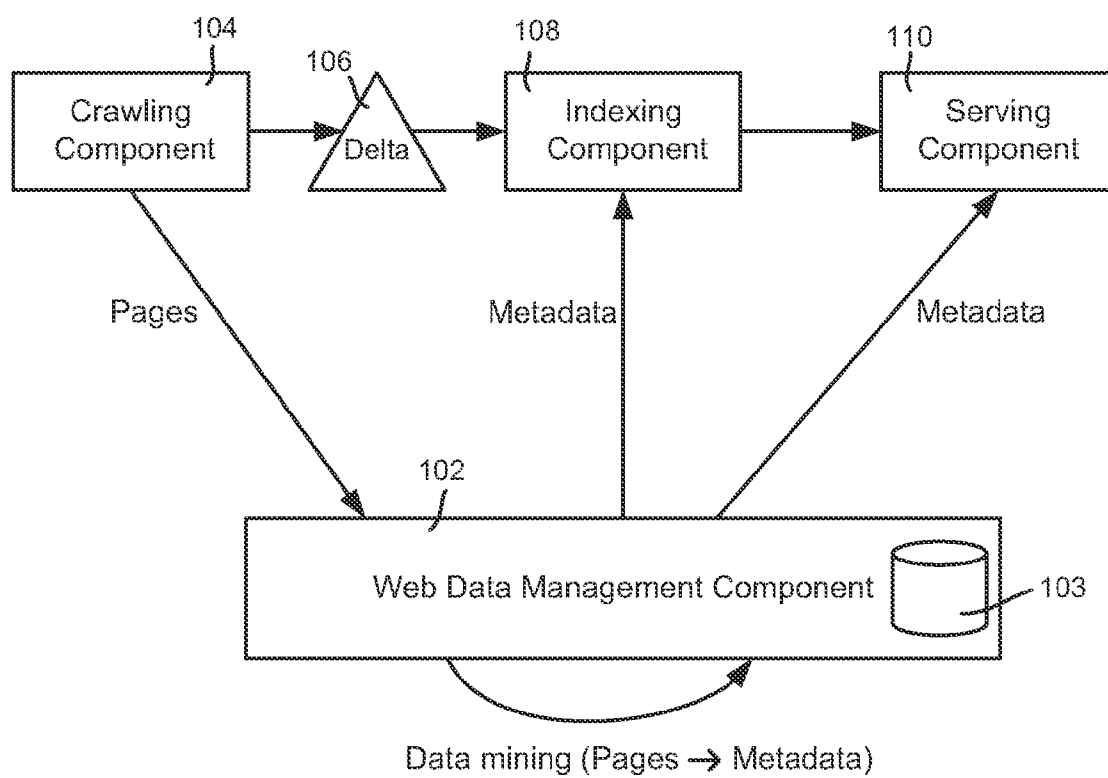 104
106
108
110
Crawling
Component
Delta
Indexing
Component
Serving
Component
Pages
Metadata
Metadata
102
Web Data Management Component
103
Data mining (Pages → Metadata)